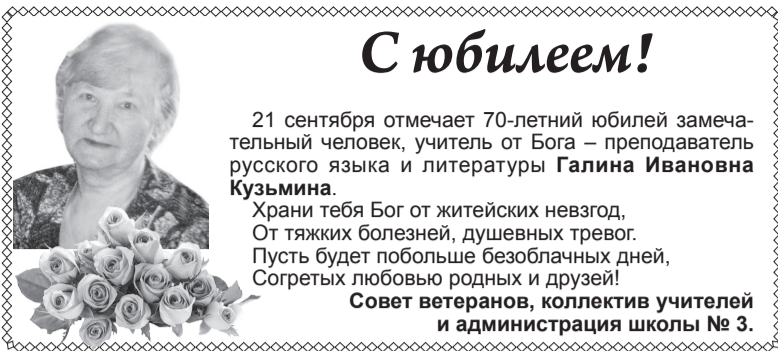 С юбилеем!
21 сентября отмечает 70-летний юбилей замеча-
тельный человек, учитель от Бога – преподаватель
русского языка и литературы Галина Ивановна
Кузьмина.
Храни тебя Бог от житейских невзгод,
От тяжких болезней, душевных тревог.
Пусть будет побольше безоблачных дней,
Согретых любовью родных и друзей!
Совет ветеранов, коллектив учителей
и администрация школы № 3.